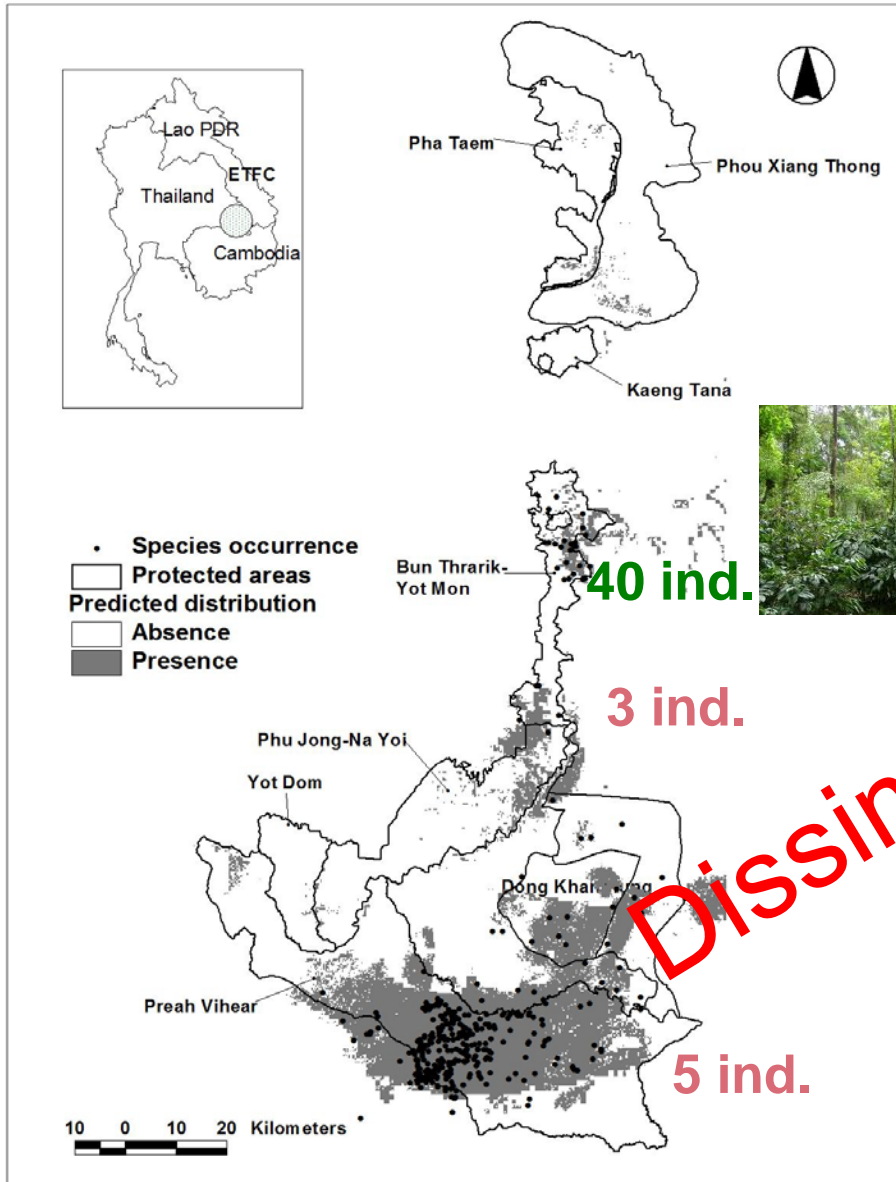 Lao PDR
ETFC
Thailand
Cambodia
Pha Taem
Phou Xiang Thong
Kaeng Tana
Species occurrence
Protected areas
Predicted distribution
Absence
Presence
Bun Thrarik-
Yot Mon
40 ind.
3 ind.
Phu Jong-Na Yoi
Yot Dom
Dissin
Preah Vihear
5 ind.
10 0 10 20 Kilometers